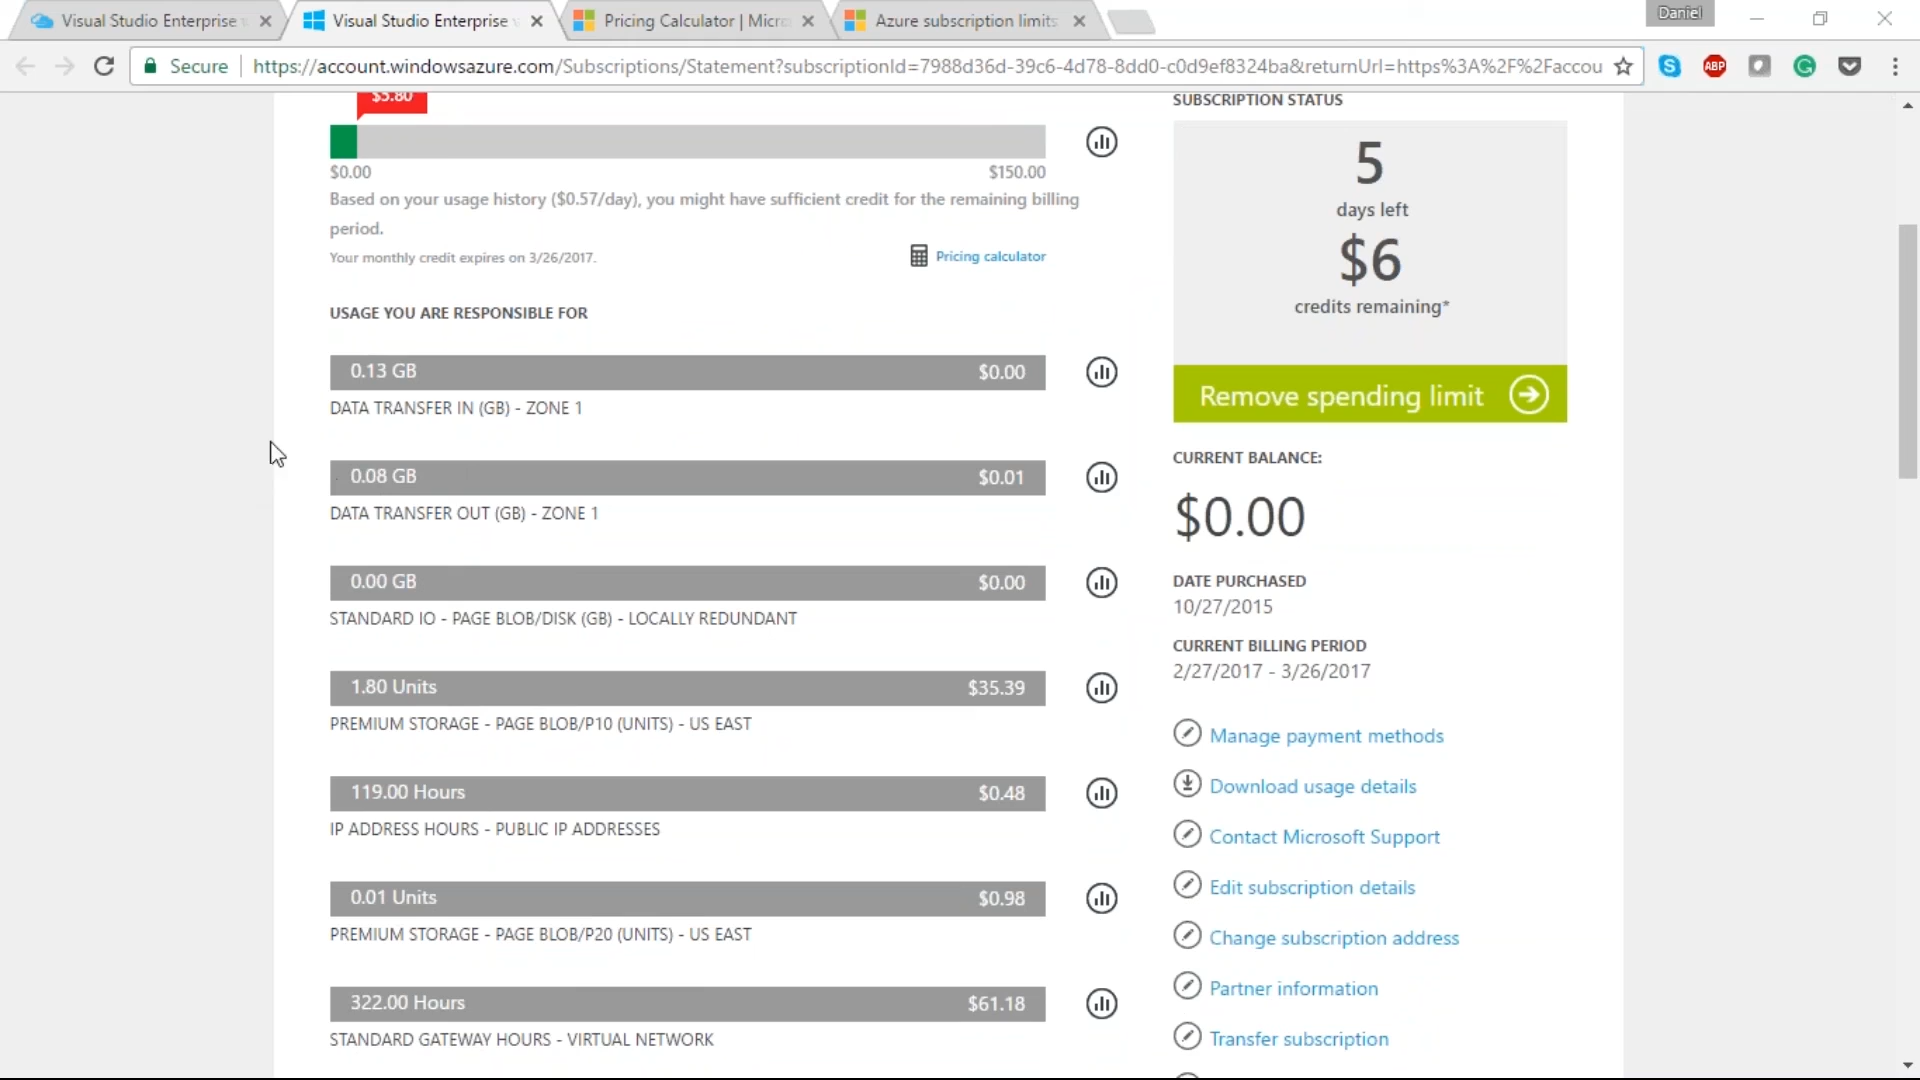 Visual Studio Enterprise
Visual Studio Enterprise
Pricing Calculator | Micr
Azure subscription limits
Daniel
Secure
https://account.windowsazure.com/Subscriptions/Statement?subscriptionId=7988d36d-39c6-4d78-8dd0-c0d9ef8324ba&returnUrl=https%3A%2F%2Faccou
ABP
$5.80
$0.00
$150.00
Based on your usage history ($0.57/day), you might have sufficient credit for the remaining billing
period.
Your monthly credit expires on 3/26/2017.
Pricing calculator
USAGE YOU ARE RESPONSIBLE FOR
0.13 GB
$0.00
DATA TRANSFER IN (GB) - ZONE 1
0.08 GB
$0.01
DATA TRANSFER OUT (GB) - ZONE 1
0.00 GB
$0.00
STANDARD IO - PAGE BLOB/DISK (GB) - LOCALLY REDUNDANT
1.80 Units
$35.39
PREMIUM STORAGE - PAGE BLOB/P10 (UNITS) - US EAST
119.00 Hours
$0.48
IP ADDRESS HOURS - PUBLIC IP ADDRESSES
0.01 Units
$0.98
PREMIUM STORAGE - PAGE BLOB/P20 (UNITS) - US EAST
322.00 Hours
$61.18
STANDARD GATEWAY HOURS - VIRTUAL NETWORK
SUBSCRIPTION STATUS
5
days left
$6
credits remaining*
Remove spending limit
CURRENT BALANCE:
$0.00
DATE PURCHASED
10/27/2015
CURRENT BILLING PERIOD
2/27/2017 - 3/26/2017
Manage payment methods
Download usage details
Contact Microsoft Support
Edit subscription details
Change subscription address
Partner information
Transfer subscription